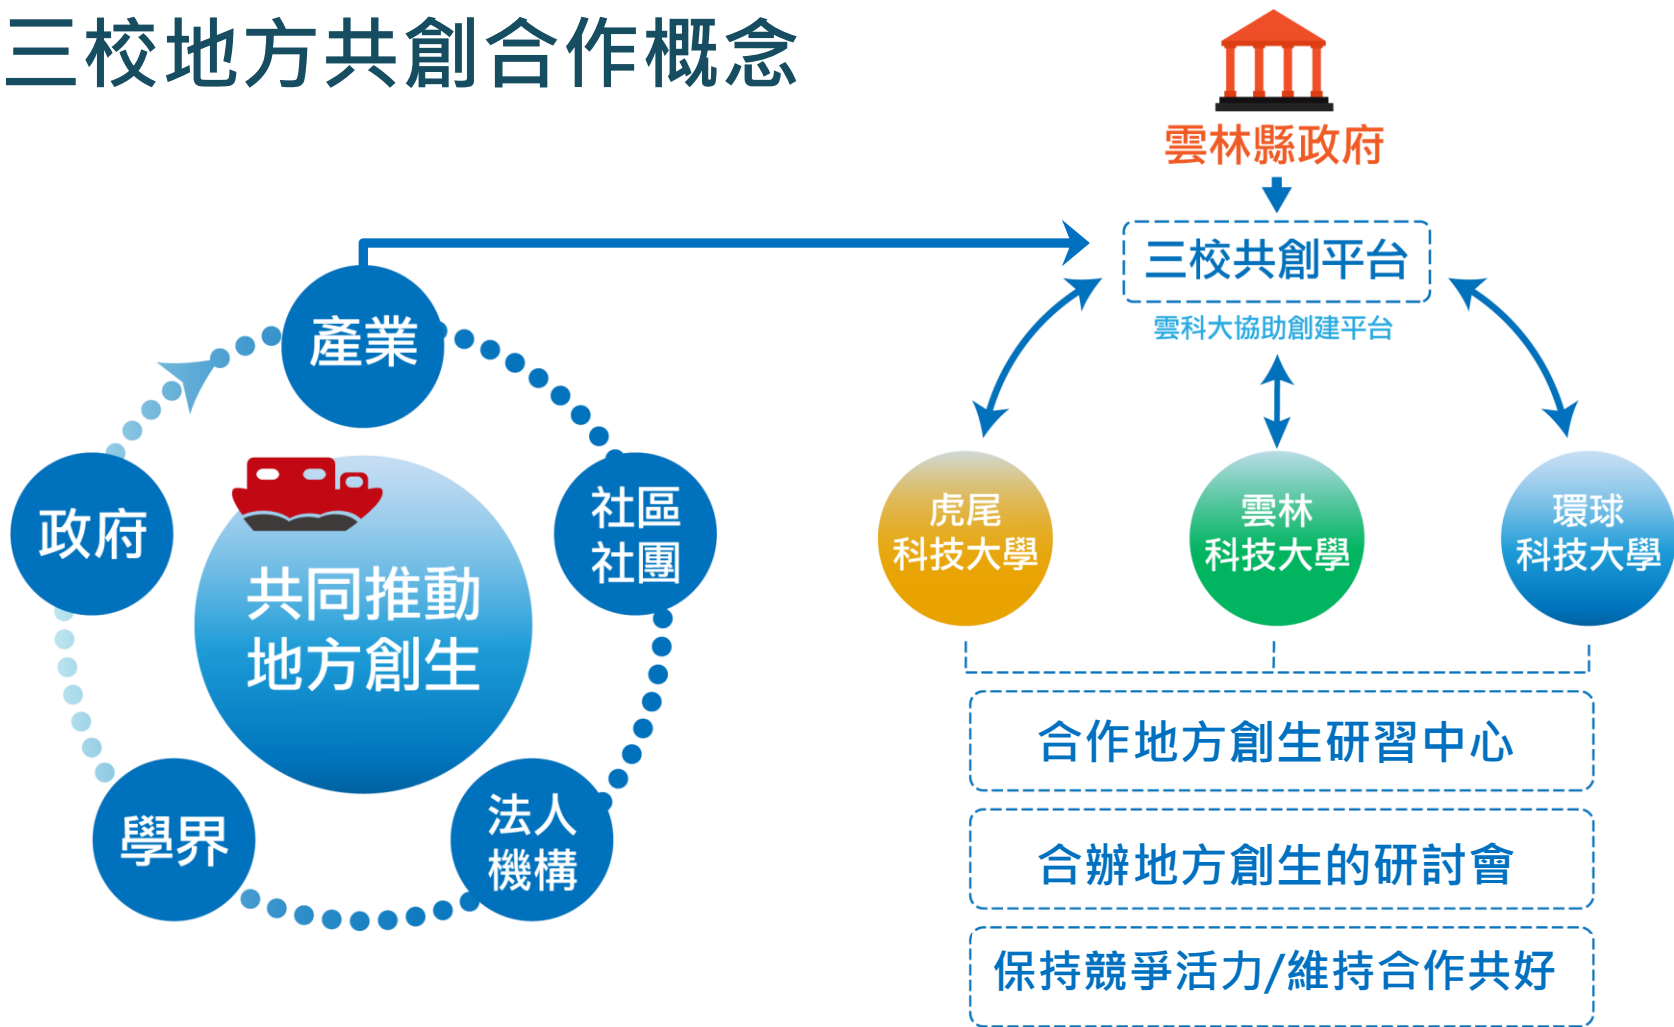 三校地方共創合作概念
雲林縣政府
三校共創平台
雲科大協助創建平台
產業
社區
社團
政府
共同推動
地方創生
學界
法人
機構
虎尾
科技大學
雲林
科技大學
環球
科技大學
合作地方創生研習中心
合辦地方創生的研討會
保持競爭活力/維持合作共好